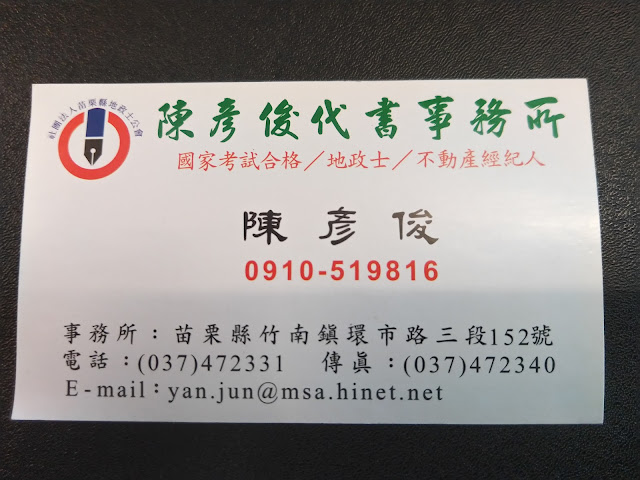 社團法人苗栗縣地政士公會
陳彥俊代書事務所
國家考試合格／地政士／不動產經紀人
陳彥俊
0910-519816
事務所：苗栗縣竹南鎮環市路三段152號
電話：(037)472331 傳真：(037)472340
E-mail：yan.jun@msa.hinet.net